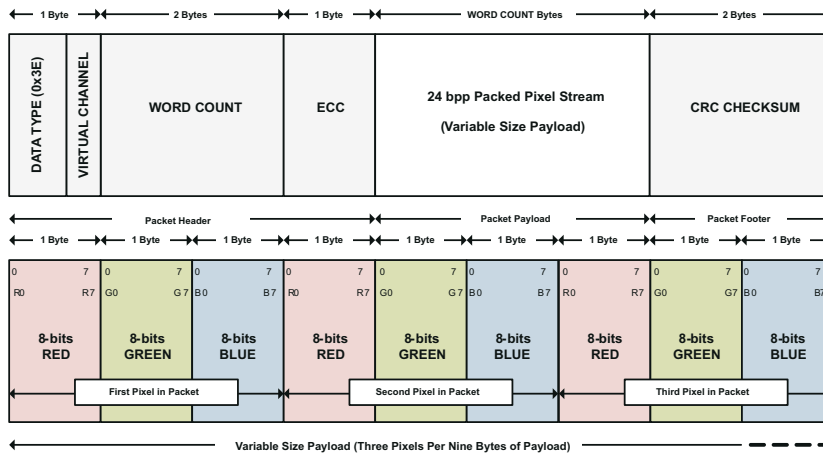 1 Byte 2 Bytes 1 Byte WORD COUNT Bytes 2 Bytes
DATA TYPE (0x3E)
VIRTUAL CHANNEL
WORD COUNT
ECC
24 bpp Packed Pixel Stream
(Variable Size Payload)
CRC CHECKSUM
Packet Header Packet Payload Packet Footer
1 Byte 1 Byte 1 Byte 1 Byte 1 Byte 1 Byte 1 Byte 1 Byte 1 Byte
0 7 0 7 0 7 0 7 0 7 0 7 0 7 0 7 0 7
R0 R7 G0 G7 B0 B7 R0 R7 G0 G7 B0 B7 R0 R7 G0 G7 B0 B7
8-bits 8-bits 8-bits 8-bits 8-bits 8-bits 8-bits 8-bits 8-bits
RED GREEN BLUE RED GREEN BLUE RED GREEN BLUE
First Pixel in Packet Second Pixel in Packet Third Pixel in Packet
Variable Size Payload (Three Pixels Per Nine Bytes of Payload)